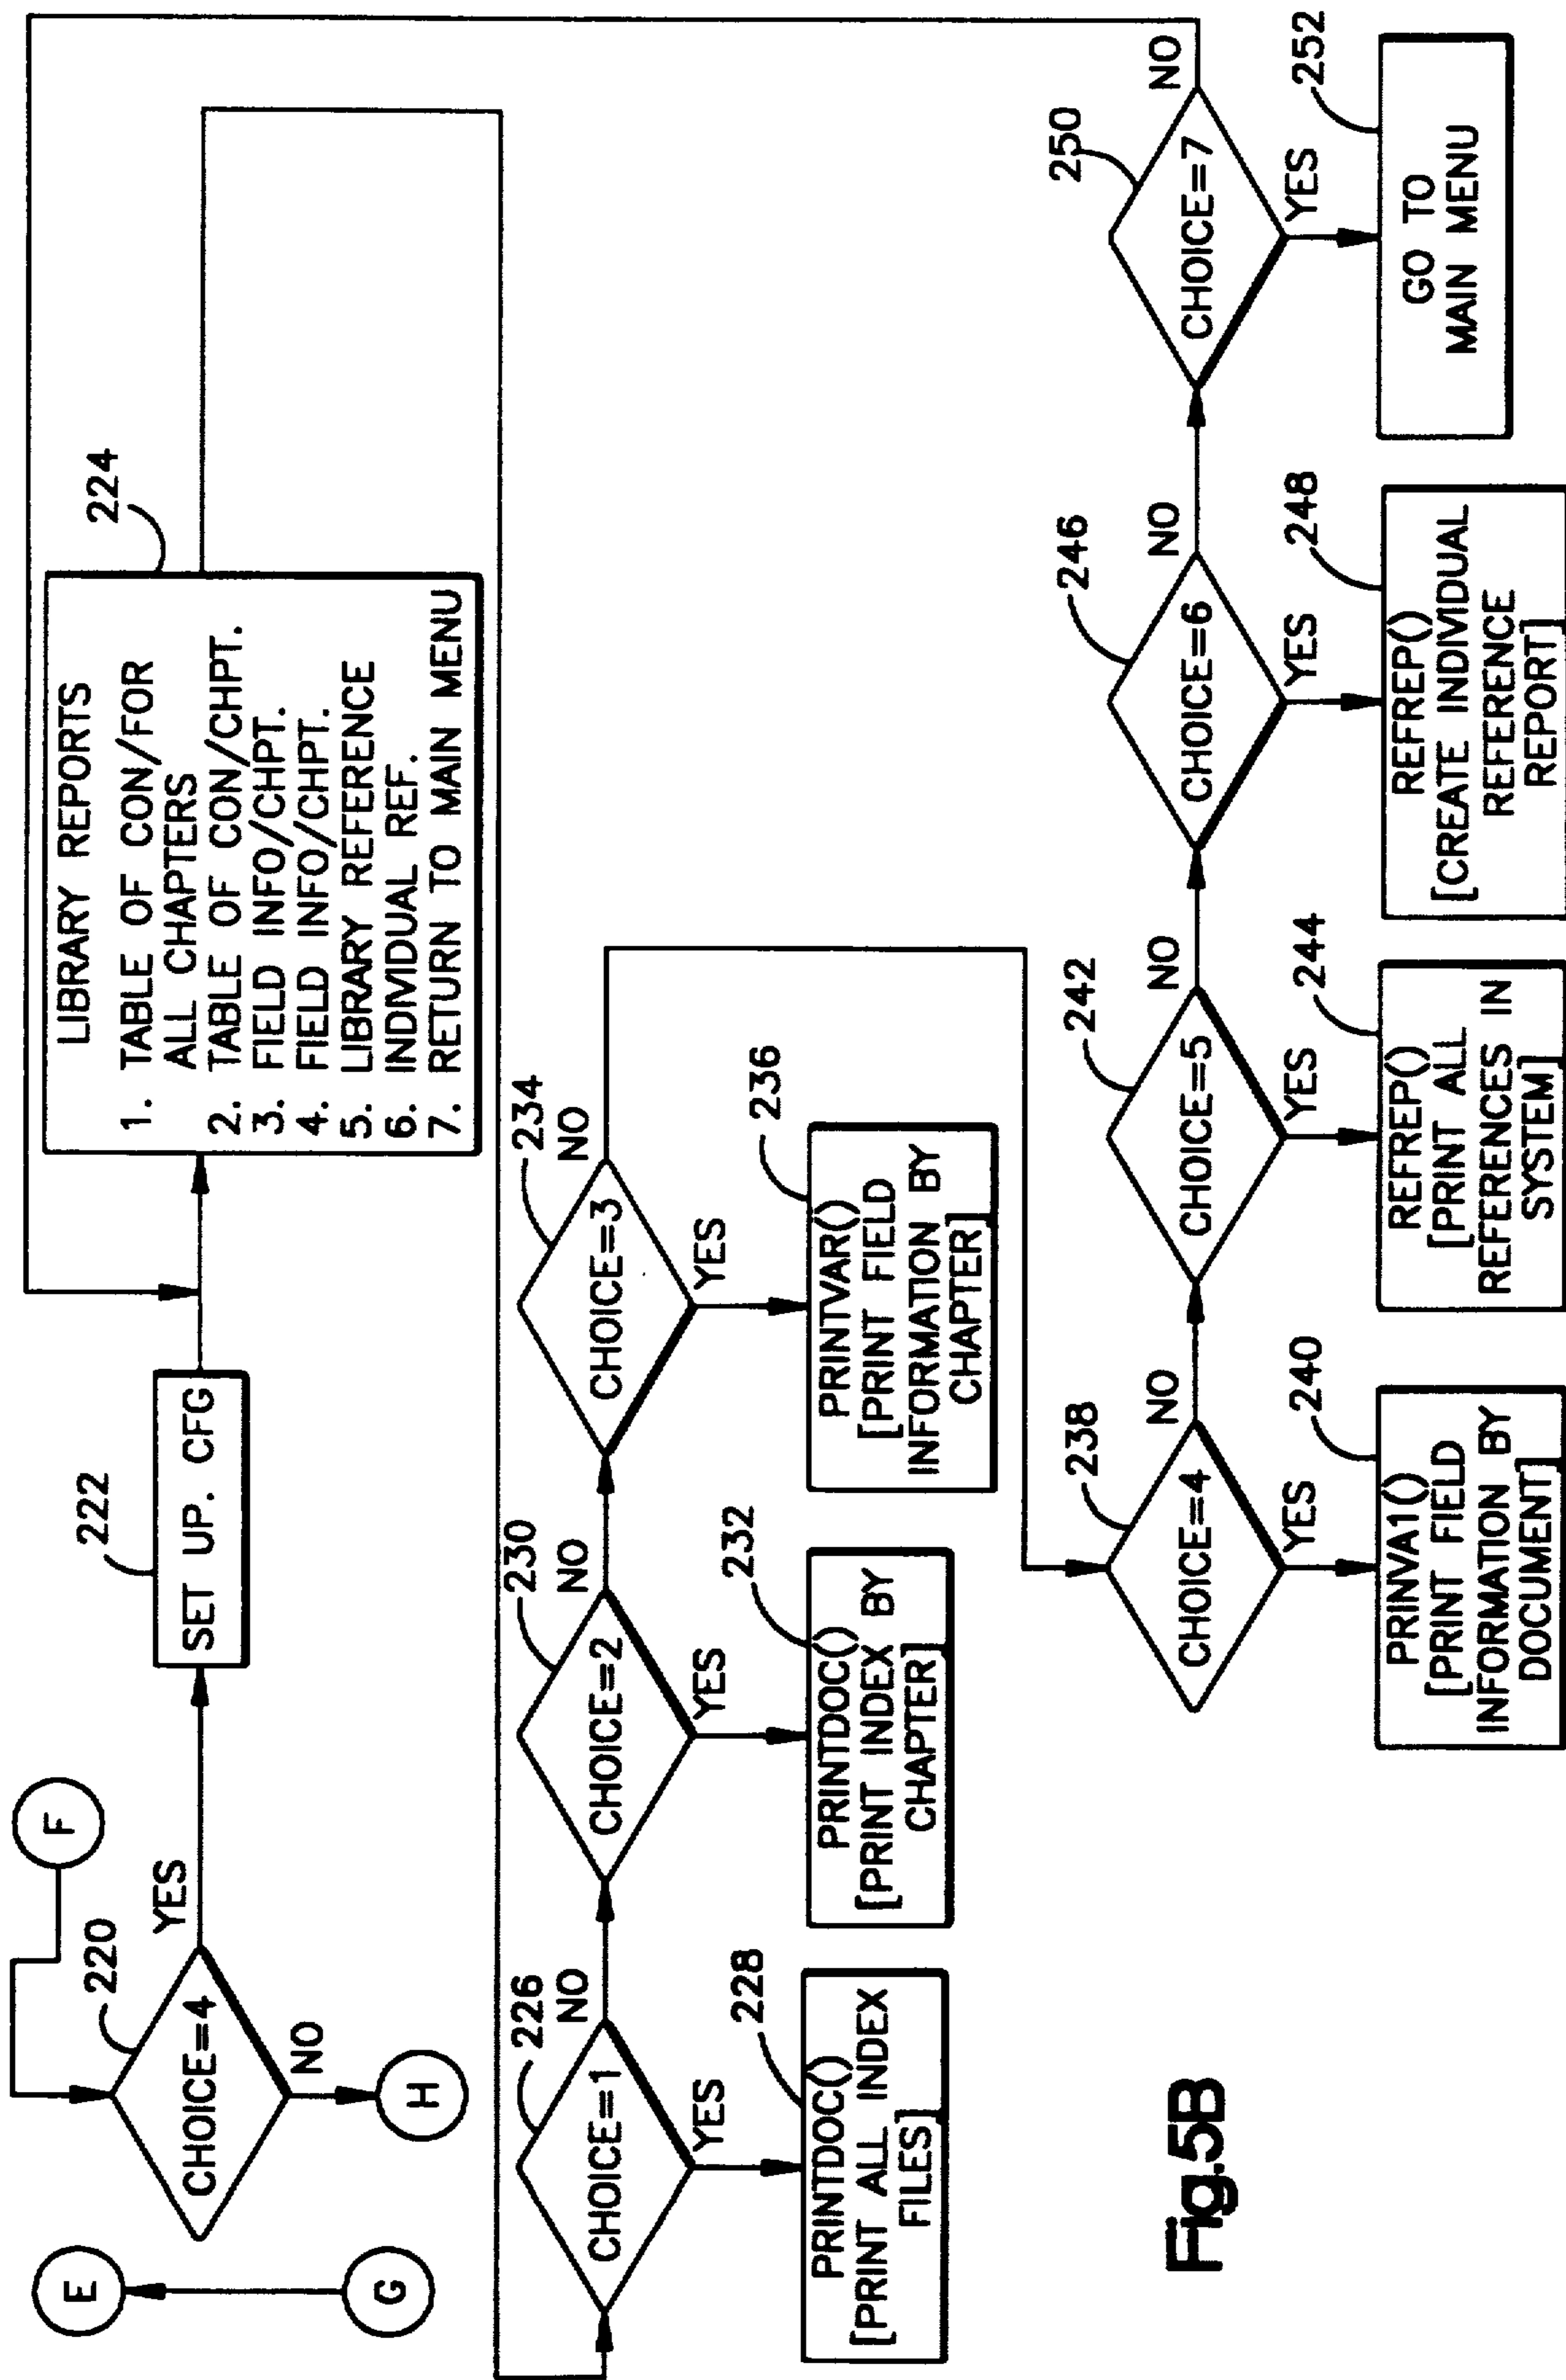 E
G
F
220
CHOICE=4
YES
NO
H
222
SET UP. CFG
224
LIBRARY REPORTS
1. TABLE OF CON/FOR
ALL CHAPTERS
2. TABLE OF CON/CHPT.
3. FIELD INFO/CHPT.
4. FIELD INFO/CHPT.
5. LIBRARY REFERENCE
6. INDIVIDUAL REF.
7. RETURN TO MAIN MENU
226
CHOICE=1
NO
YES
228
PRINTDOC()
[PRINT ALL INDEX
FILES]
230
CHOICE=2
NO
YES
232
PRINTDOC()
[PRINT INDEX BY
CHAPTER]
234
CHOICE=3
NO
YES
236
PRINTVAR()
[PRINT FIELD
INFORMATION BY
CHAPTER]
238
CHOICE=4
NO
YES
240
PRINVA1()
[PRINT FIELD
INFORMATION BY
DOCUMENT]
242
CHOICE=5
NO
YES
244
REFREP()
[PRINT ALL
REFERENCES IN
SYSTEM]
246
CHOICE=6
NO
YES
248
REFREP()
[CREATE INDIVIDUAL
REFERENCE
REPORT]
250
CHOICE=7
NO
YES
252
GO TO
MAIN MENU
Fig.5B